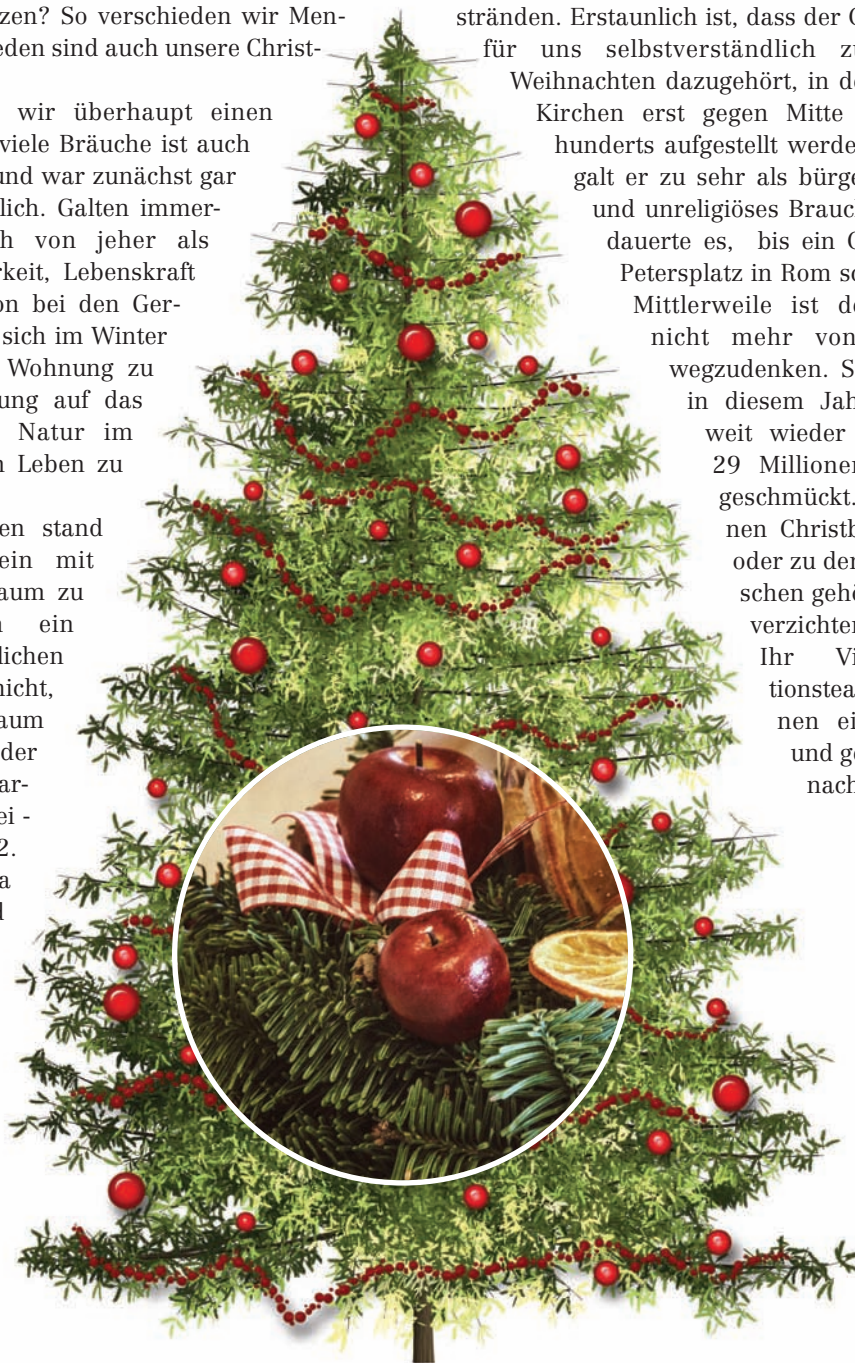 zen? So verschieden wir Men-
eden sind auch unsere Christ-
wir überhaupt einen
viele Bräuche ist auch
und war zunächst gar
lich. Galten immer-
h von jeher als
rkeit, Lebenskraft
on bei den Ger-
sich im Winter
Wohnung zu
ung auf das
Natur im
n Leben zu
en stand
ein mit
aum zu
ein
lichen
nicht,
aum
der
ar-
ei -
2.
a
stränden. Erstaunlich ist, dass der
für uns selbstverständlich zu
Weihnachten dazugehört, in de
Kirchen erst gegen Mitte
hunderts aufgestellt werde
galt er zu sehr als bürge
und unreligiöses Brauc
dauerte es, bis ein
Petersplatz in Rom
Mittlerweile ist de
nicht mehr von
wegzudenken. S
in diesem Jah
weit wieder
29 Millionen
geschmückt.
nen Christb
oder zu den
schen gehö
verzichten
Ihr Vi
tionstea
nen ei
und ge
nach